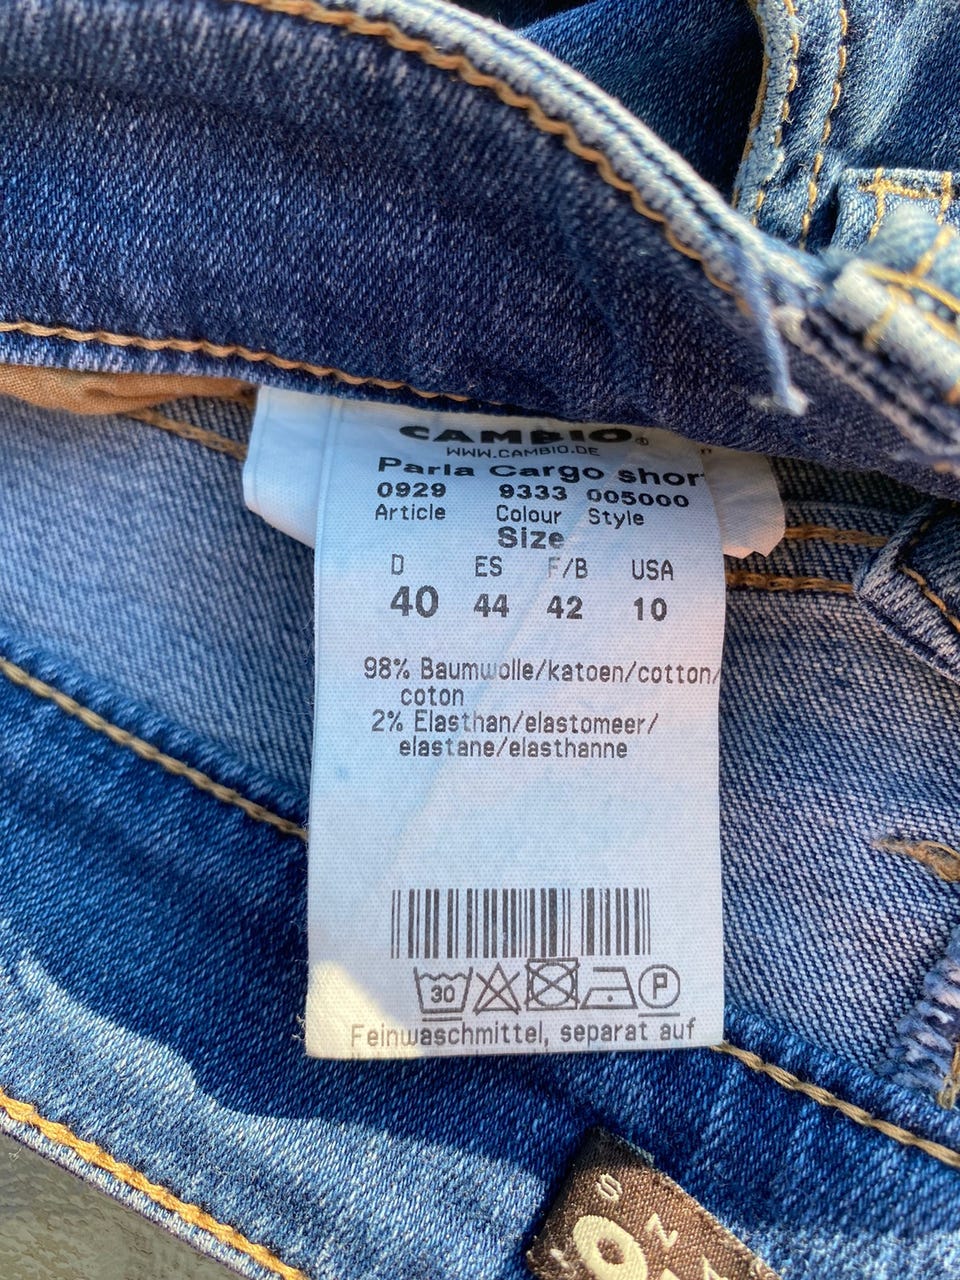 CAMBIO®
WWW.CAMBIO.DE
Parla Cargo shor
0929 9333 005000
Article Colour Style
Size
D ES F/B USA
40 44 42 10
98% Baumwolle/katoen/cotton/
coton
2% Elasthan/elastomeer/
elastane/elasthanne
30 P
Feinwaschmittel, separat auf